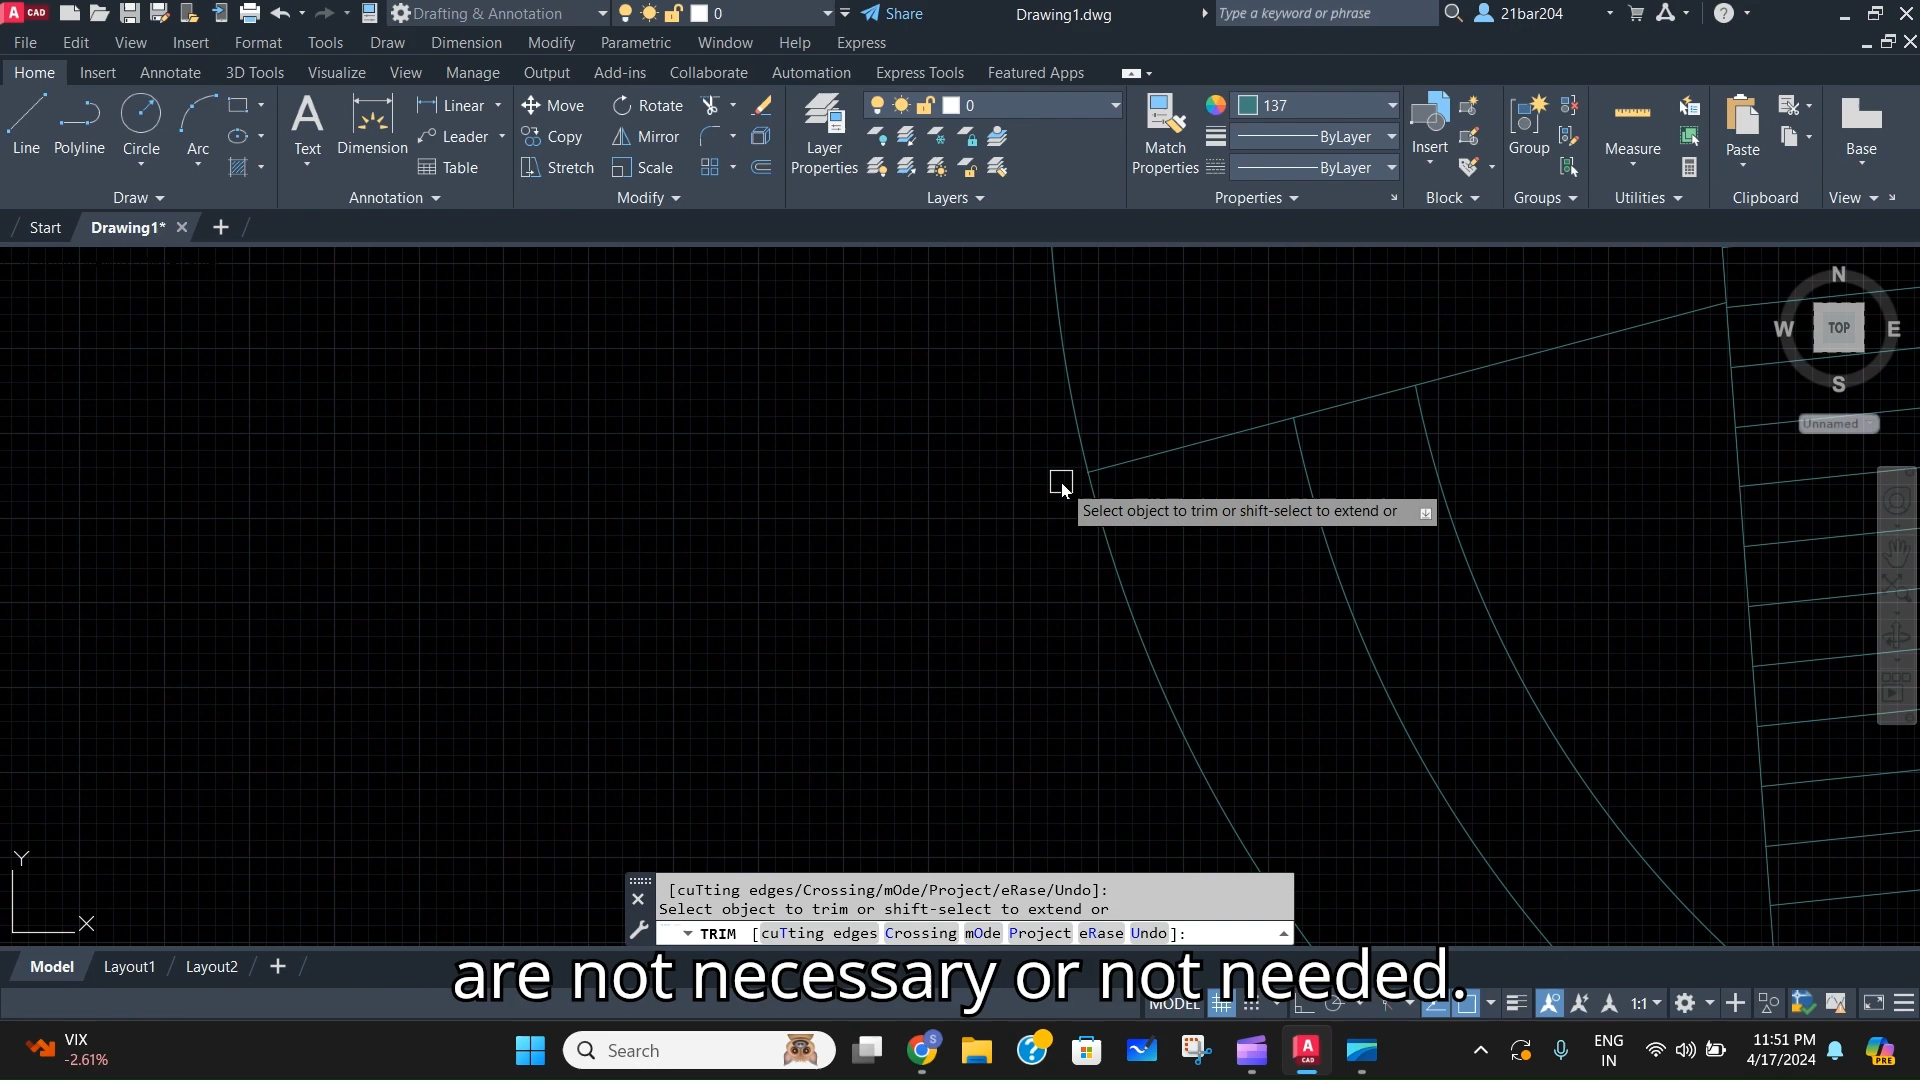 CAD Drafting & Annotation 0 Share Drawing1.dwg Type a keyword or phrase 21bar204
File Edit View Insert Format Tools Draw Dimension Modify Parametric Window Help Express
Home Insert Annotate 3D Tools Visualize View Manage Output Add-ins Collaborate Automation Express Tools Featured Apps
Line Polyline Circle Arc Text Dimension Linear Leader Table
Move Rotate Copy Mirror Stretch Scale
Layer Properties 0
Match Properties 137 ByLayer ByLayer
Insert Group Measure Paste Base
Draw Annotation Modify Layers Properties Block Groups Utilities Clipboard View
Start Drawing1* +
N
W TOP E
S
Unnamed
Select object to trim or shift-select to extend or
Y
X
[cuTting edges/Crossing/mOde/Project/eRase/Undo]:
Select object to trim or shift-select to extend or
TRIM [cuTting edges Crossing mOde Project eRase Undo]:
Model Layout1 Layout2 +
are not necessary or not needed.
MODEL 1:1
VIX
-2.61%
Search
ENG
IN
11:51 PM
4/17/2024
PRE